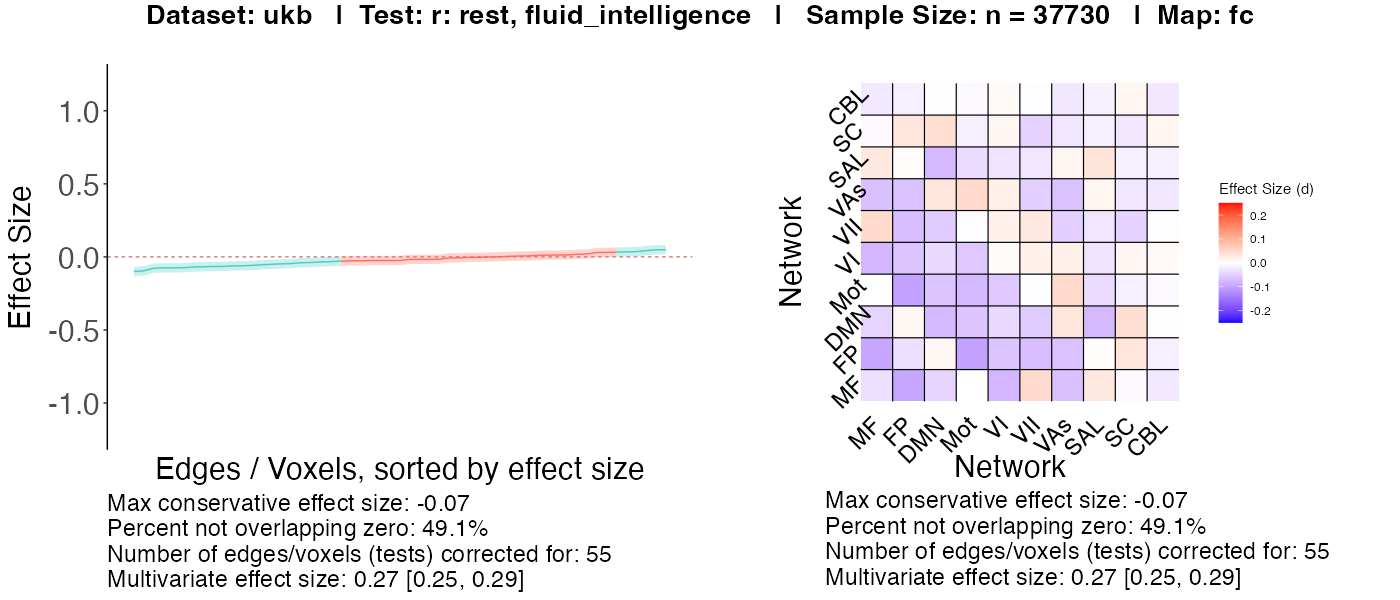 Dataset: ukb | Test: r: rest, fluid_intelligence | Sample Size: n = 37730 | Map: fc
Effect Size
1.0
0.5
0.0
-0.5
-1.0
Edges / Voxels, sorted by effect size
Max conservative effect size: -0.07
Percent not overlapping zero: 49.1%
Number of edges/voxels (tests) corrected for: 55
Multivariate effect size: 0.27 [0.25, 0.29]
Network
CBL
SC
SAL
VAs
VII
VI
Mot
DMN
FP
MF
MF
FP
DMN
Mot
VI
VII
VAs
SAL
SC
CBL
Network
Effect Size (d)
0.2
0.1
0.0
-0.1
-0.2
Max conservative effect size: -0.07
Percent not overlapping zero: 49.1%
Number of edges/voxels (tests) corrected for: 55
Multivariate effect size: 0.27 [0.25, 0.29]